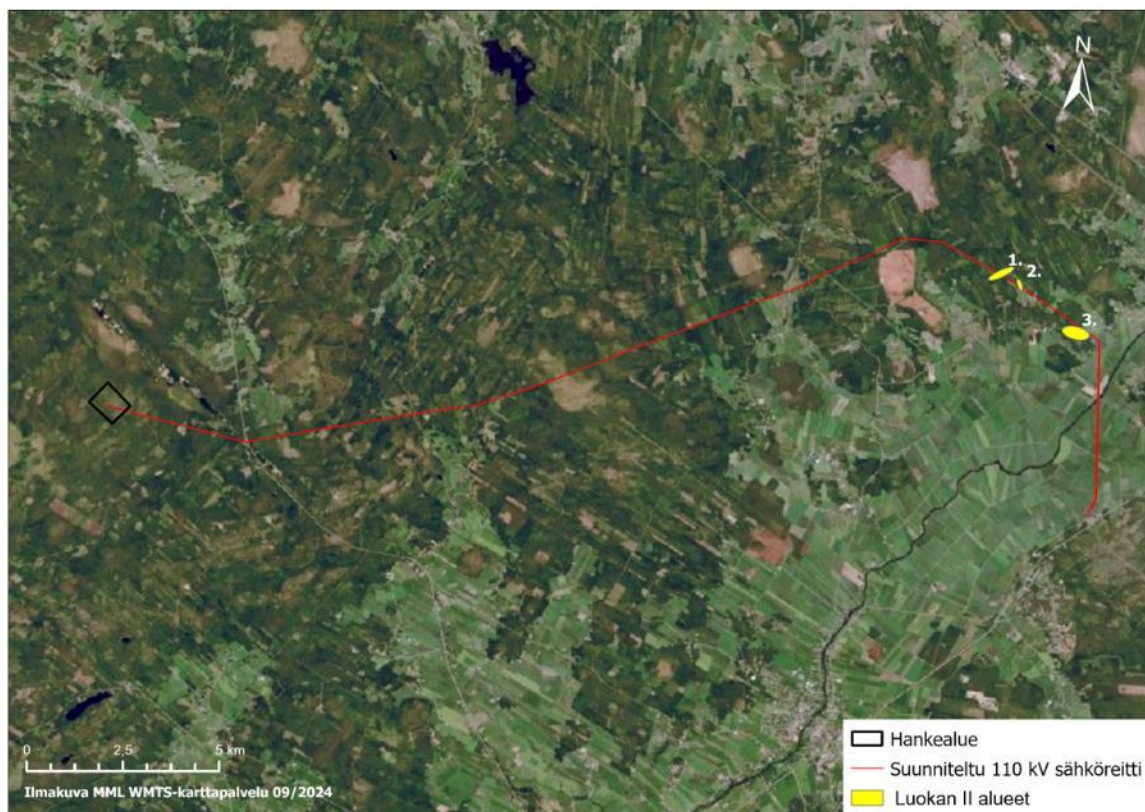 N
1.
2.
3.
0 2,5 5 km
Ilmakuva MML WMTS-karttapalvelu 09/2024
Hankealue
Suunniteltu 110 kV sähköreitti
Luokan II alueet